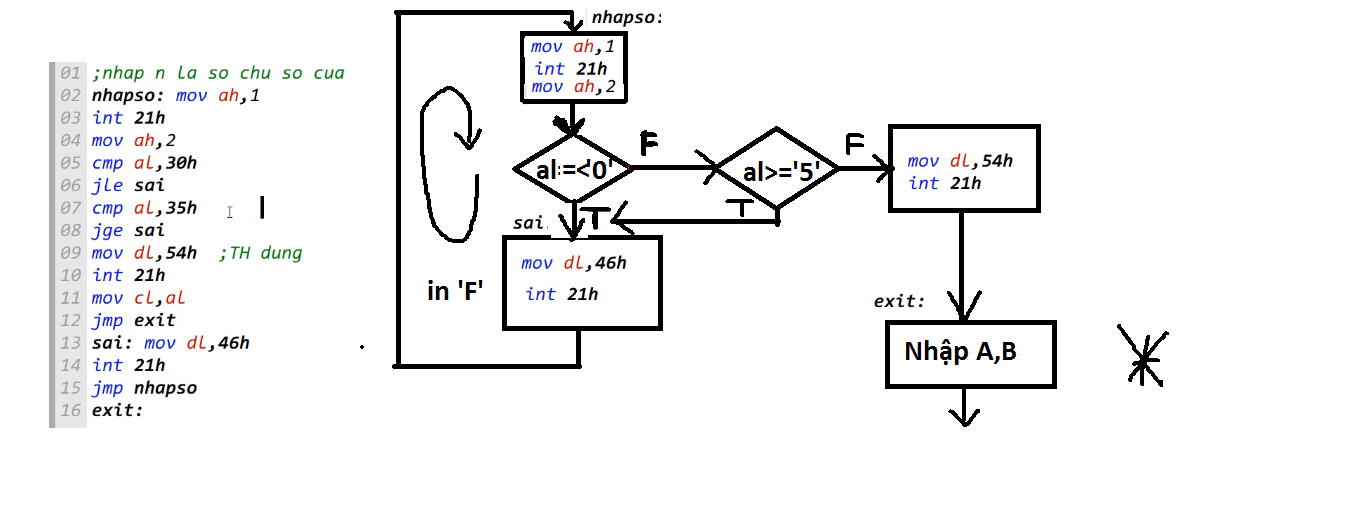 01 ;nhap n la so chu so cua
02 nhapso: mov ah,1
03 int 21h
04 mov ah,2
05 cmp al,30h
06 jle sai
07 cmp al,35h
08 jge sai
09 mov dl,54h ;TH dung
10 int 21h
11 mov cl,al
12 jmp exit
13 sai: mov dl,46h
14 int 21h
15 jmp nhapso
16 exit:
nhapso:
mov ah,1
int 21h
mov ah,2
al:=<'0'
F
al>='5'
F
mov dl,54h
int 21h
T
T
sai
mov dl,46h
int 21h
in 'F'
exit:
Nhập A,B